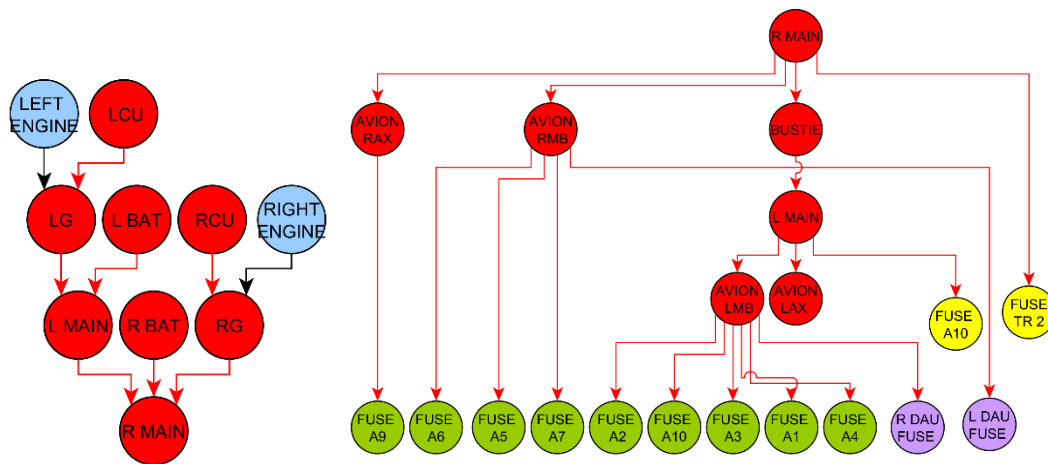 LEFT
ENGINE
LCU
LG
L BAT
RCU
RIGHT
ENGINE
L MAIN
R BAT
RG
R MAIN
R MAIN
AVION
RAX
AVION
RMB
BUSTIE
L MAIN
AVION
LMB
AVION
LAX
FUSE
A10
FUSE
TR 2
FUSE
A9
FUSE
A6
FUSE
A5
FUSE
A7
FUSE
A2
FUSE
A10
FUSE
A3
FUSE
A1
FUSE
A4
R DAU
FUSE
L DAU
FUSE